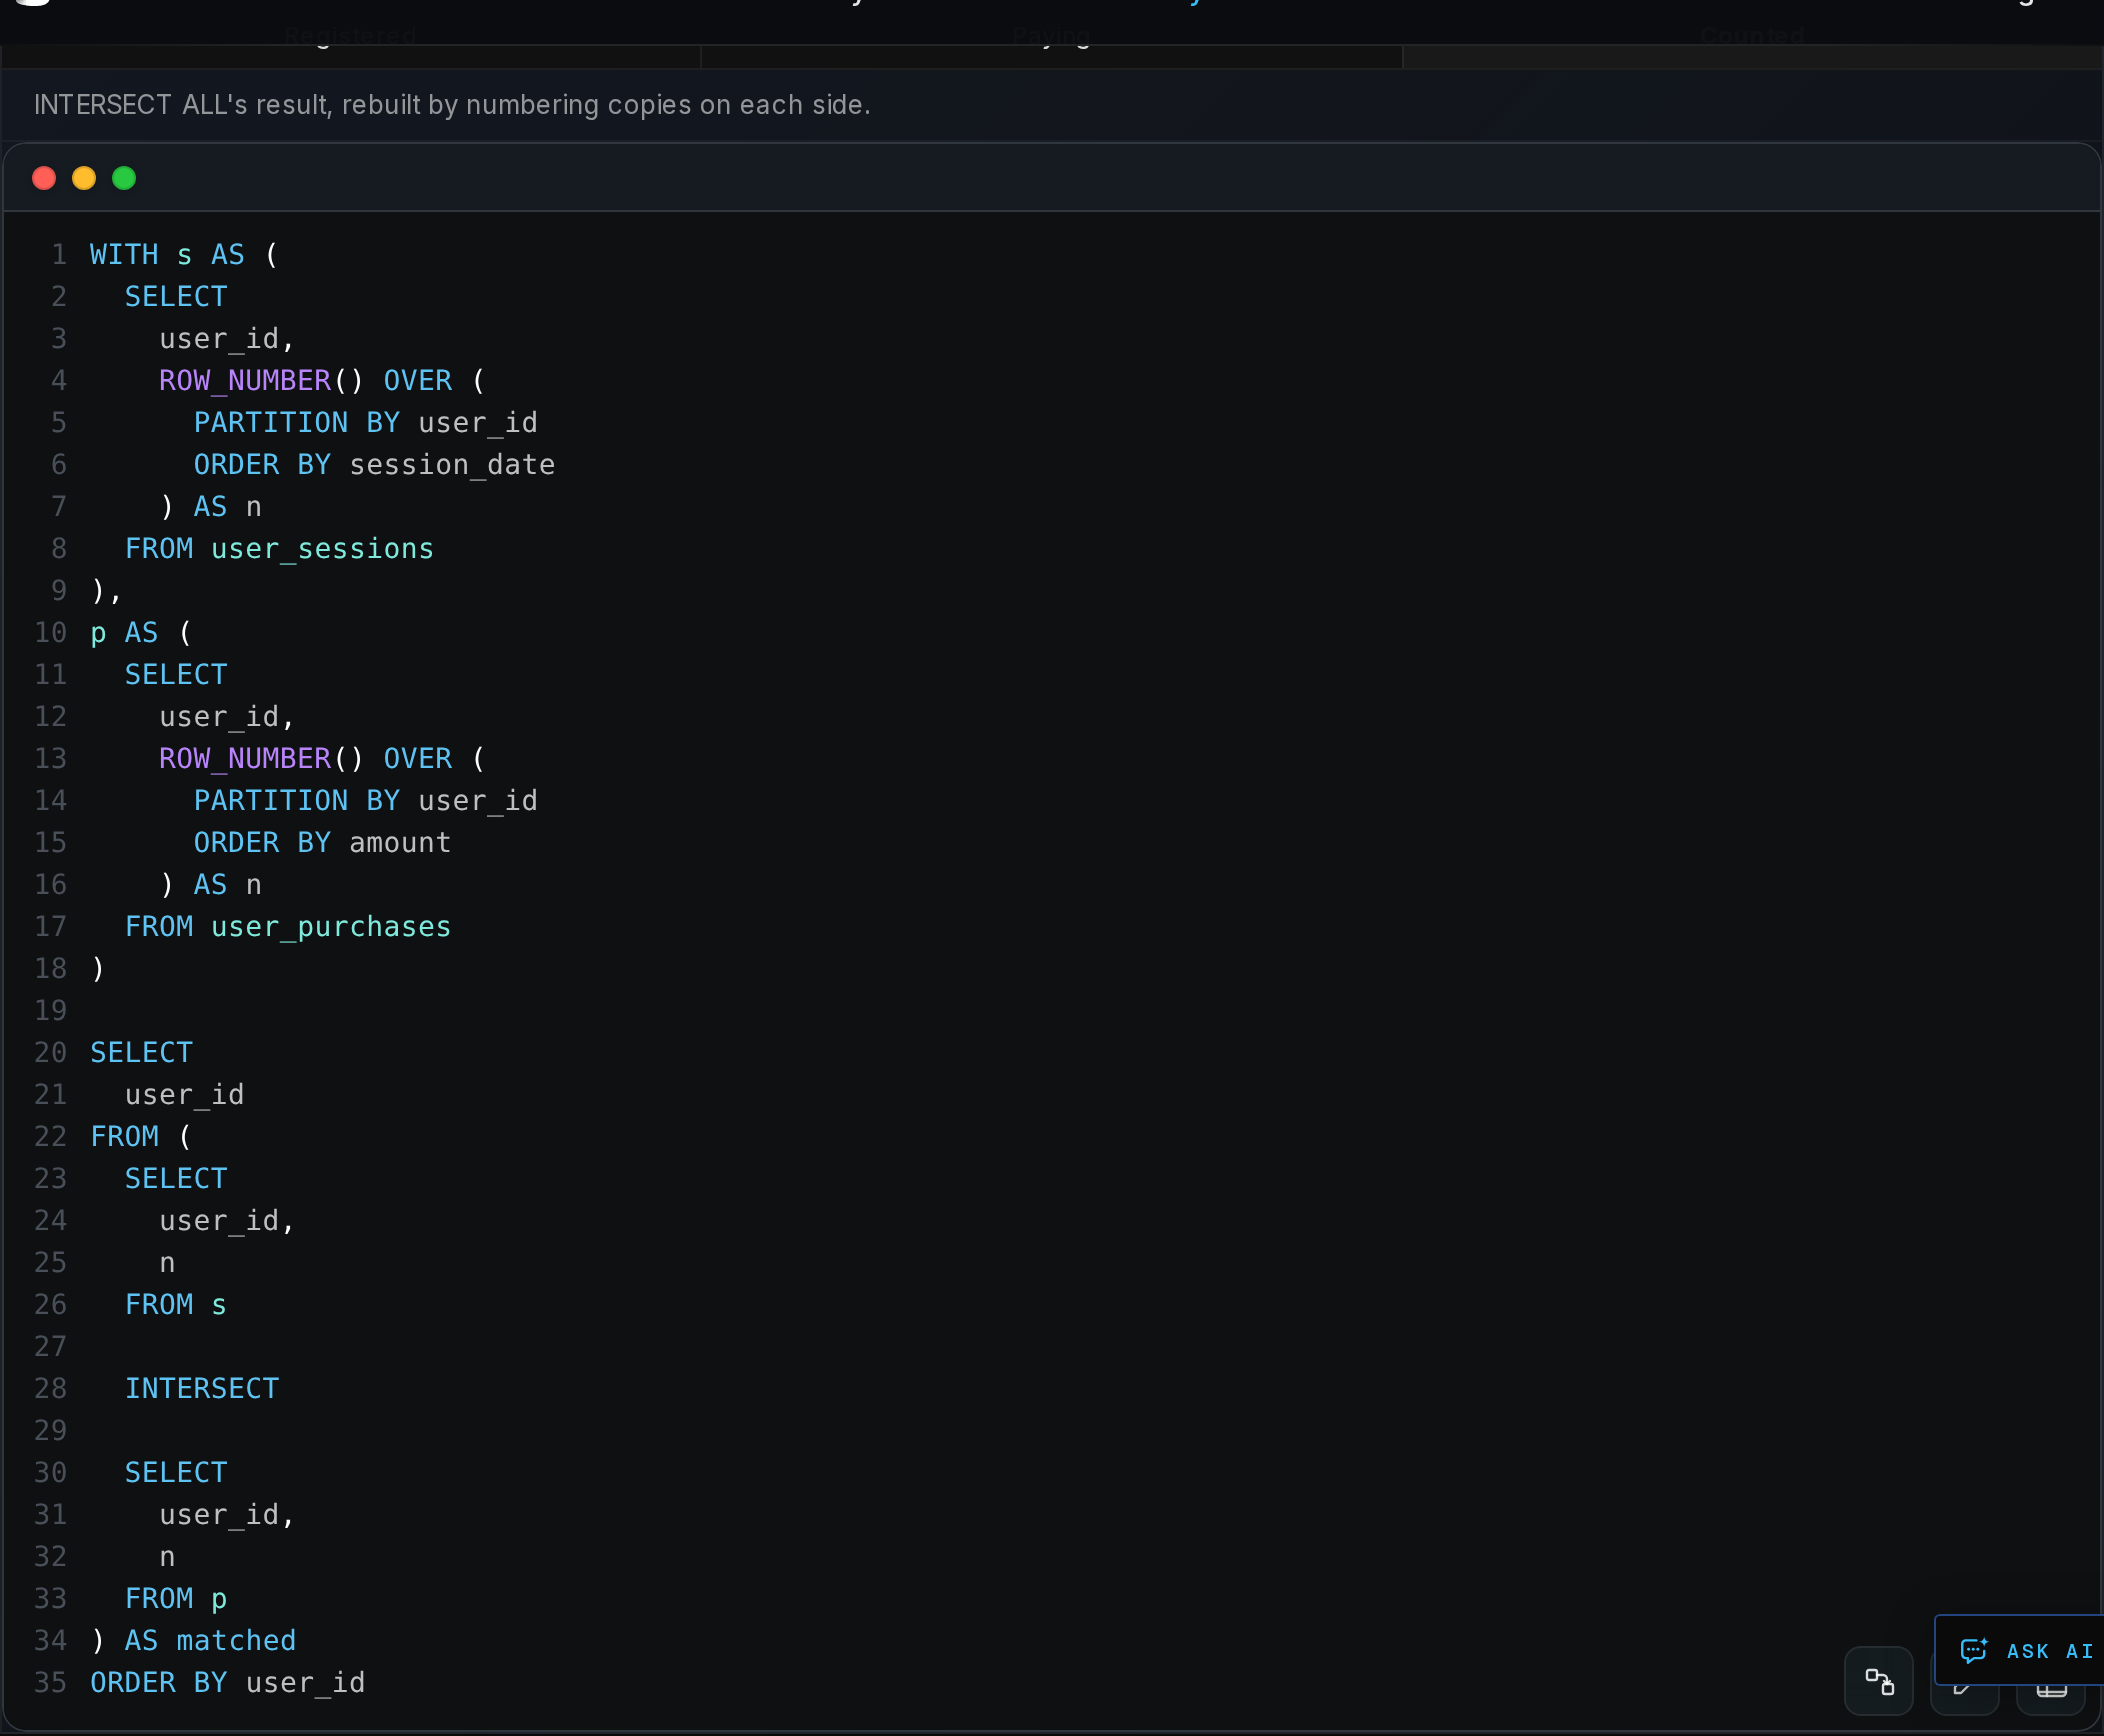 Registered Paying Counted
INTERSECT ALL's result, rebuilt by numbering copies on each side.
1 WITH s AS (
2   SELECT
3     user_id,
4     ROW_NUMBER() OVER (
5       PARTITION BY user_id
6       ORDER BY session_date
7     ) AS n
8   FROM user_sessions
9 ),
10 p AS (
11   SELECT
12     user_id,
13     ROW_NUMBER() OVER (
14       PARTITION BY user_id
15       ORDER BY amount
16     ) AS n
17   FROM user_purchases
18 )
19
20 SELECT
21   user_id
22 FROM (
23   SELECT
24     user_id,
25     n
26   FROM s
27
28   INTERSECT
29
30   SELECT
31     user_id,
32     n
33   FROM p
34 ) AS matched
35 ORDER BY user_id
ASK AI